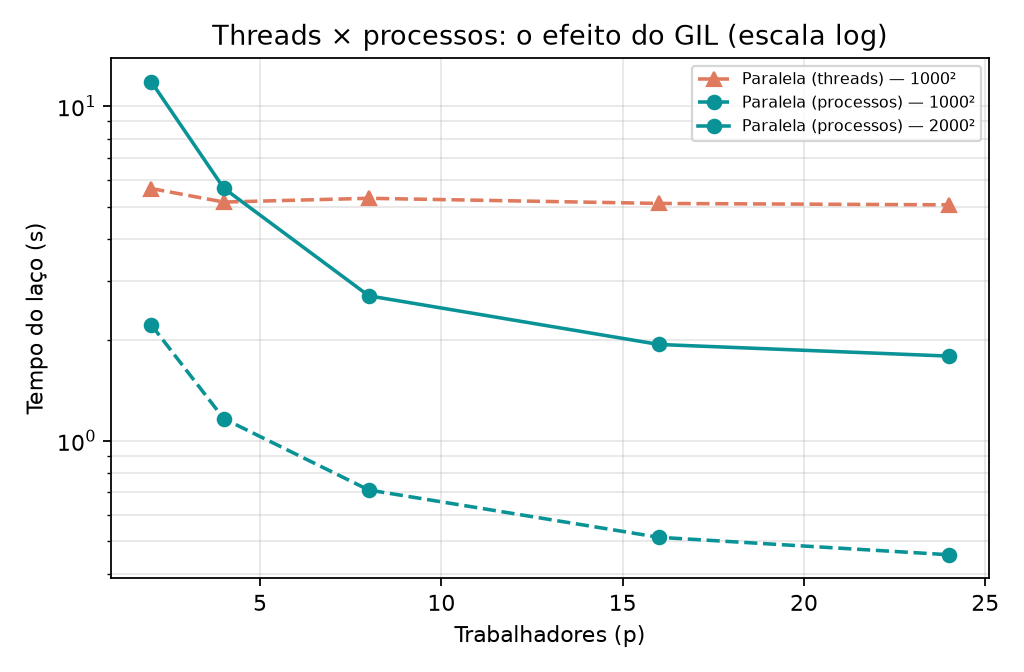 Threads × processos: o efeito do GIL (escala log)
Paralela (threads) — 1000²
Paralela (processos) — 1000²
Paralela (processos) — 2000²
Tempo do laço (s)
10¹
10⁰
5 10 15 20 25
Trabalhadores (p)